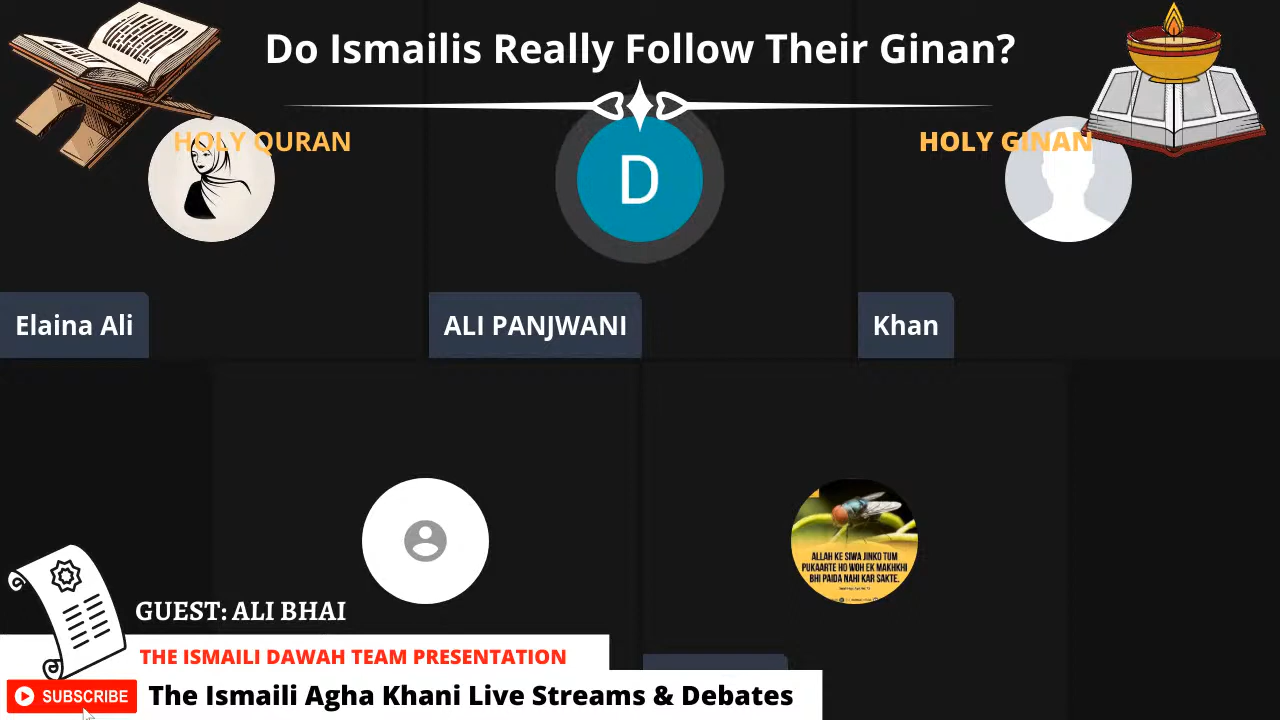 Do Ismailis Really Follow Their Ginan?
HOLY QURAN
HOLY GINAN
D
Elaina Ali
ALI PANJWANI
Khan
ALLAH KE SIWA JINKO TUM
PUKAARTE HO WOH EK MAKHKHI
BHI PAIDA NAHI KAR SAKTE.
GUEST: ALI BHAI
THE ISMAILI DAWAH TEAM PRESENTATION
SUBSCRIBE
The Ismaili Agha Khani Live Streams & Debates